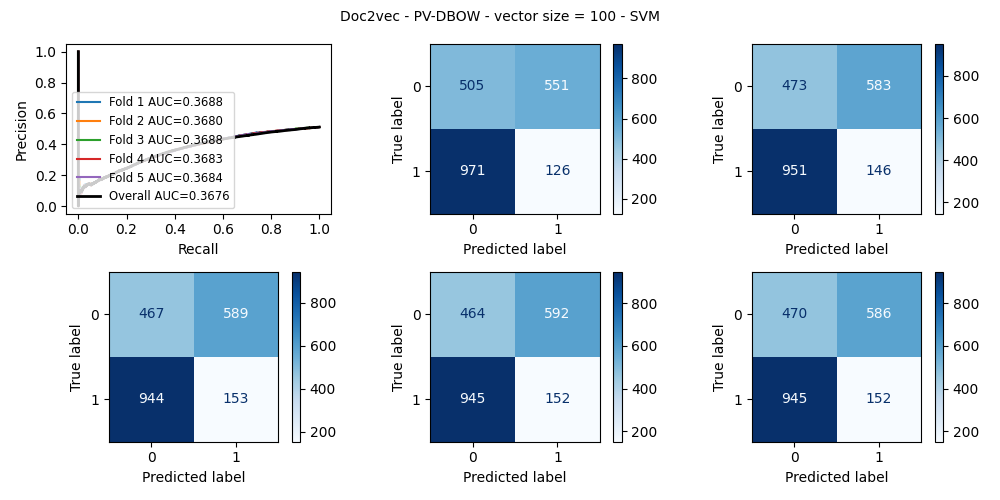 Doc2vec - PV-DBOW - vector size = 100 - SVM
1.0
0.8
0.6
0.4
0.2
0.0
Precision
Fold 1 AUC=0.3688
Fold 2 AUC=0.3680
Fold 3 AUC=0.3688
Fold 4 AUC=0.3683
Fold 5 AUC=0.3684
Overall AUC=0.3676
0.0 0.2 0.4 0.6 0.8 1.0
Recall
True label
0 505 551
1 971 126
0 1
Predicted label
800
600
400
200
True label
0 473 583
1 951 146
0 1
Predicted label
800
600
400
200
True label
0 467 589
1 944 153
0 1
Predicted label
800
600
400
200
True label
0 464 592
1 945 152
0 1
Predicted label
800
600
400
200
True label
0 470 586
1 945 152
0 1
Predicted label
800
600
400
200